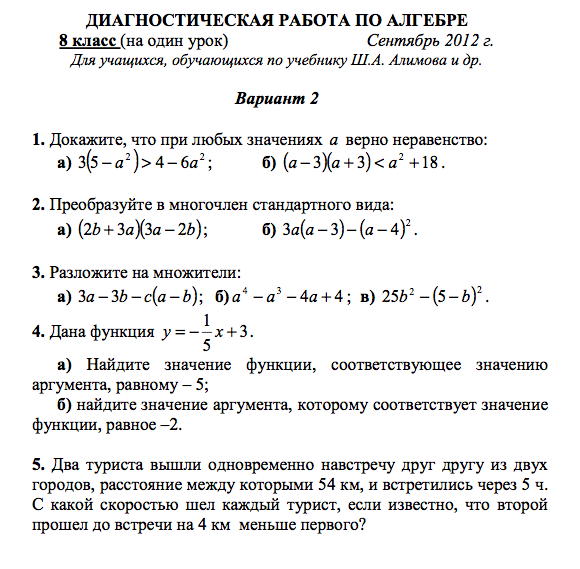 ДИАГНОСТИЧЕСКАЯ РАБОТА ПО АЛГЕБРЕ
8 класс (на один урок) Сентябрь 2012 г.
Для учащихся, обучающихся по учебнику Ш.А. Алимова и др.
Вариант 2
1. Докажите, что при любых значениях a верно неравенство:
а) 3(5 − a²) > 4 − 6a²; б) (a − 3)(a + 3) < a² + 18.
2. Преобразуйте в многочлен стандартного вида:
а) (2b + 3a)(3a − 2b); б) 3a(a − 3) − (a − 4)².
3. Разложите на множители:
а) 3a − 3b − c(a − b); б) a⁴ − a³ − 4a + 4; в) 25b² − (5 − b)².
4. Дана функция y = −1/5 x + 3.
а) Найдите значение функции, соответствующее значению
аргумента, равному – 5;
б) найдите значение аргумента, которому соответствует значение
функции, равное –2.
5. Два туриста вышли одновременно навстречу друг другу из двух
городов, расстояние между которыми 54 км, и встретились через 5 ч.
С какой скоростью шел каждый турист, если известно, что второй
прошел до встречи на 4 км меньше первого?